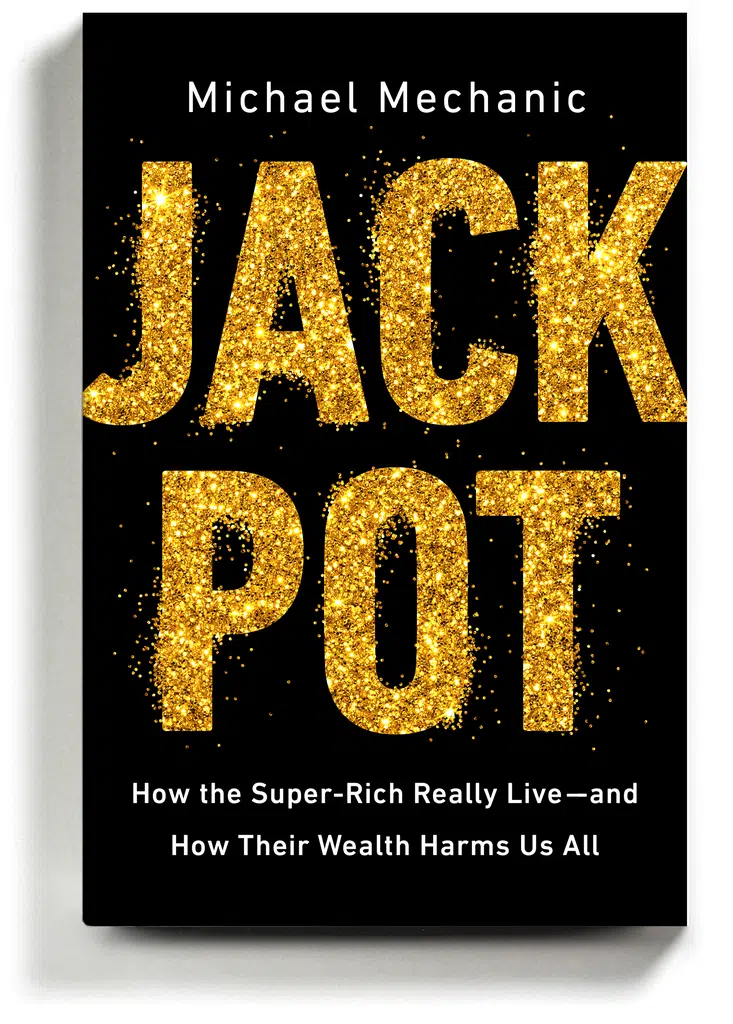 Michael Mechanic
JACK
POT
How the Super-Rich Really Live—and
How Their Wealth Harms Us All